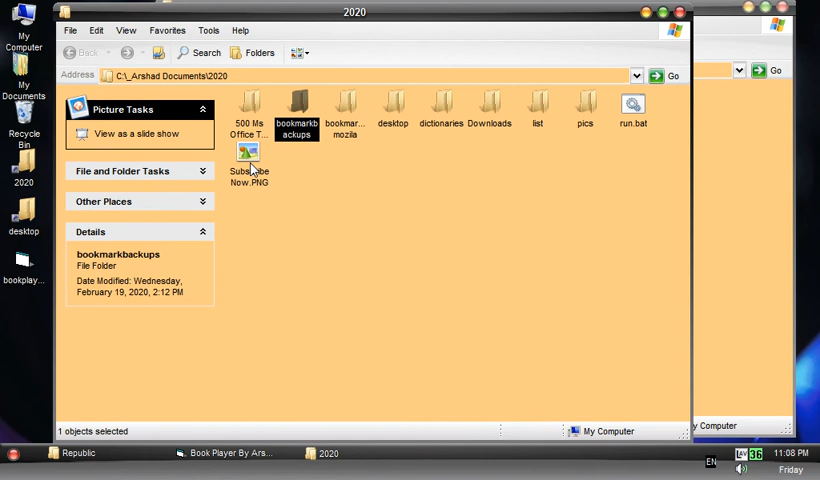 My
Computer
My
Documents
Recycle
Bin
2020
desktop
bookplay...
2020
File Edit View Favorites Tools Help
Back Search Folders
Address C:\_Arshad Documents\2020 Go
Go
Picture Tasks
View as a slide show
File and Folder Tasks
Other Places
Details
bookmarkbackups
File Folder
Date Modified: Wednesday,
February 19, 2020, 2:12 PM
500 Ms
Office T...
bookmarkb
ackups
bookmar...
mozila
desktop
dictionaries
Downloads
list
pics
run.bat
Subscribe
Now.PNG
1 objects selected
My Computer
y Computer
Republic
Book Player By Ars...
2020
EN
36
11:08 PM
Friday